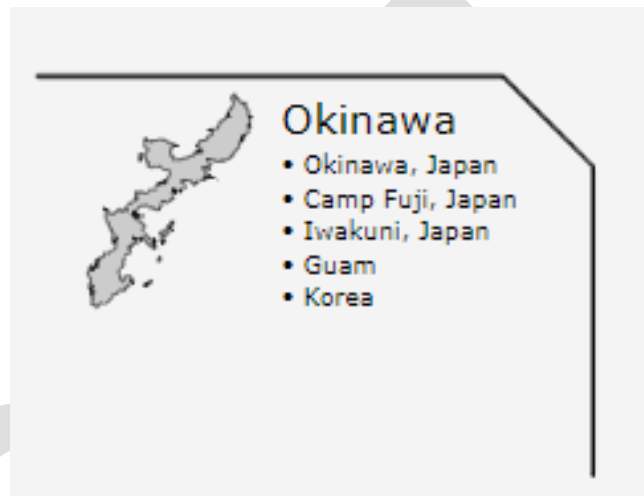 Okinawa
• Okinawa, Japan
• Camp Fuji, Japan
• Iwakuni, Japan
• Guam
• Korea